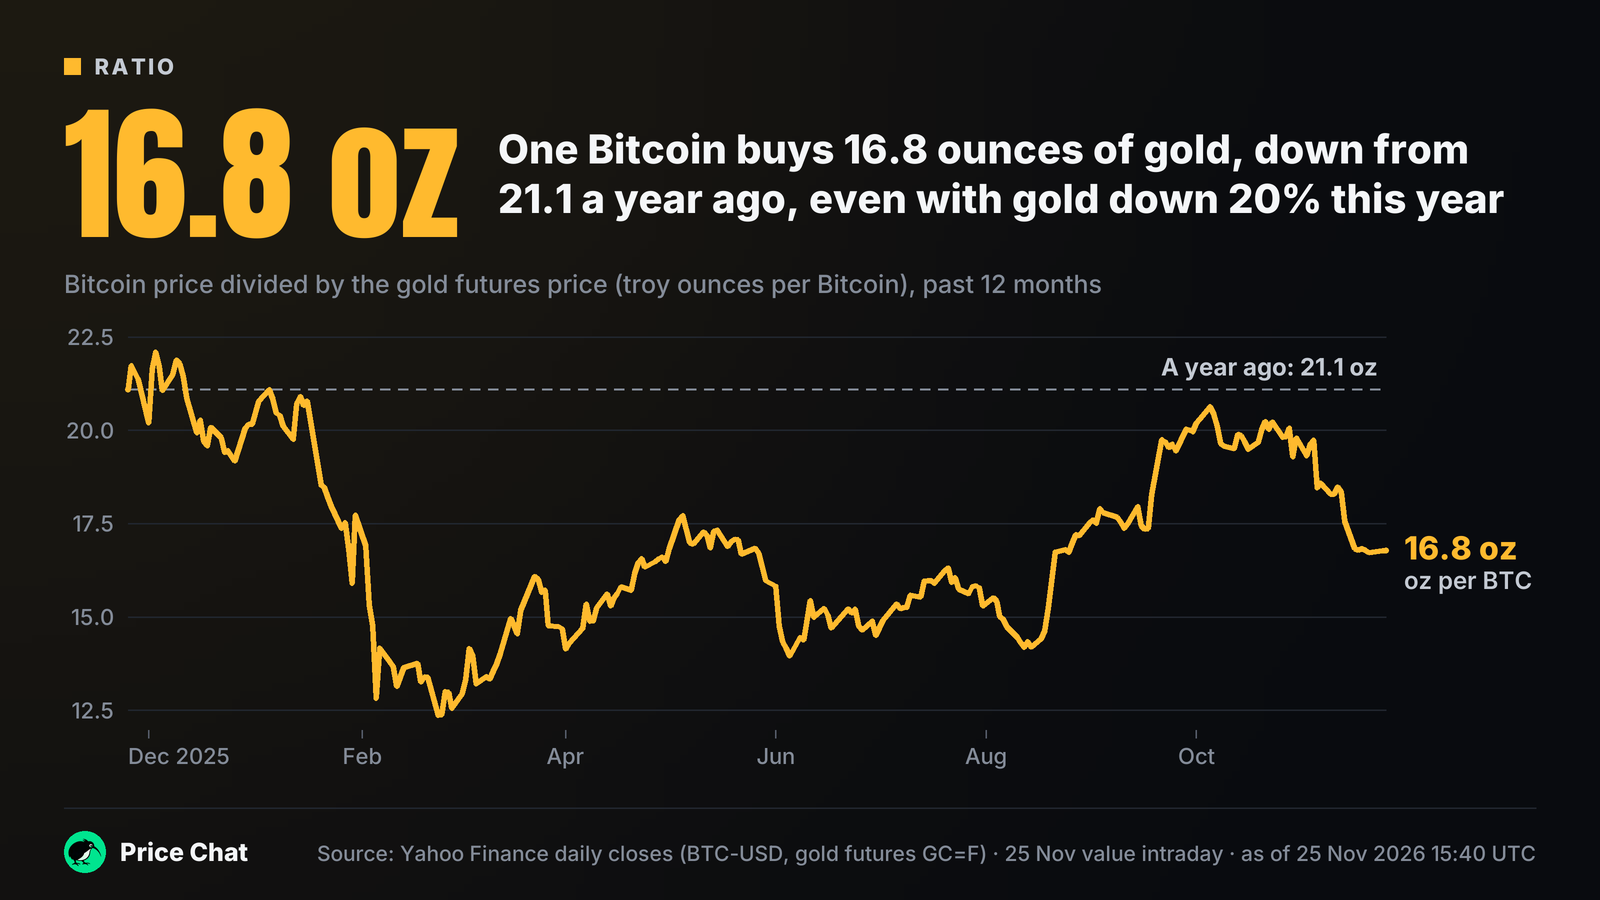 RATIO
16.8 oz
One Bitcoin buys 16.8 ounces of gold, down from
21.1 a year ago, even with gold down 20% this year
Bitcoin price divided by the gold futures price (troy ounces per Bitcoin), past 12 months
22.5
A year ago: 21.1 oz
20.0
17.5
16.8 oz
oz per BTC
15.0
12.5
Dec 2025 Feb Apr Jun Aug Oct
Price Chat
Source: Yahoo Finance daily closes (BTC-USD, gold futures GC=F) · 25 Nov value intraday · as of 25 Nov 2026 15:40 UTC